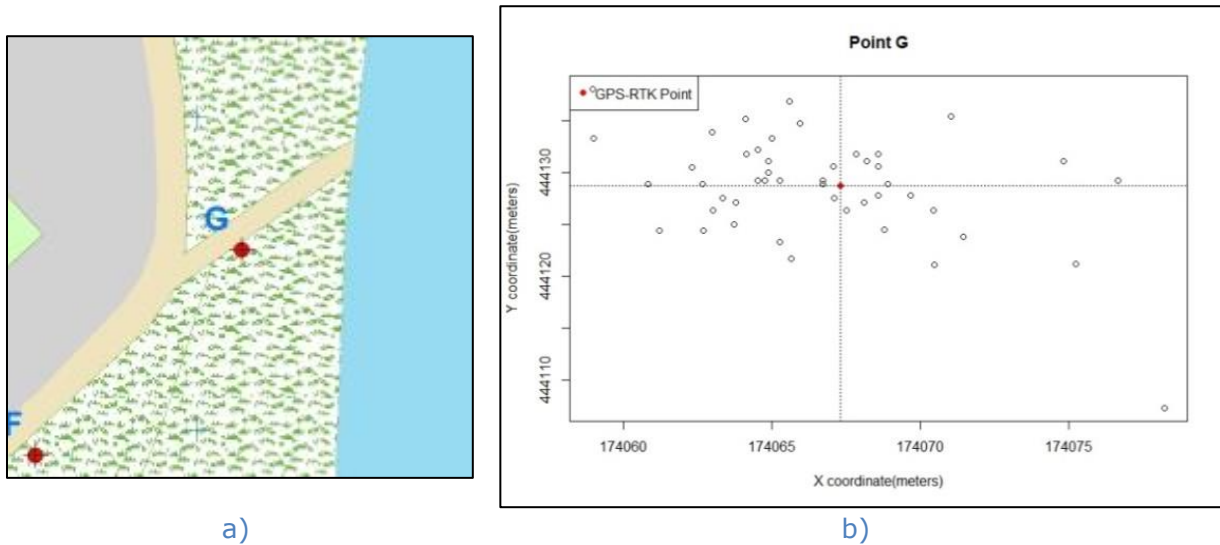 G
F
Point G
GPS-RTK Point
Y coordinate(meters)
444130
444120
444110
174060 174065 174070 174075
X coordinate(meters)
a) b)